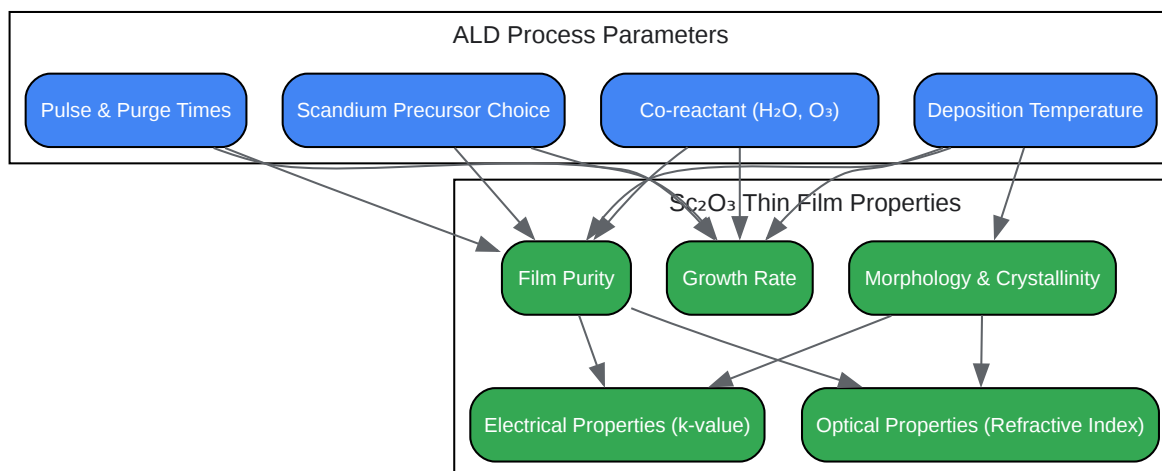 ALD Process Parameters
Pulse & Purge Times
Scandium Precursor Choice
Co-reactant (H₂O, O₃)
Deposition Temperature
Sc₂O₃ Thin Film Properties
Film Purity
Growth Rate
Morphology & Crystallinity
Electrical Properties (k-value)
Optical Properties (Refractive Index)